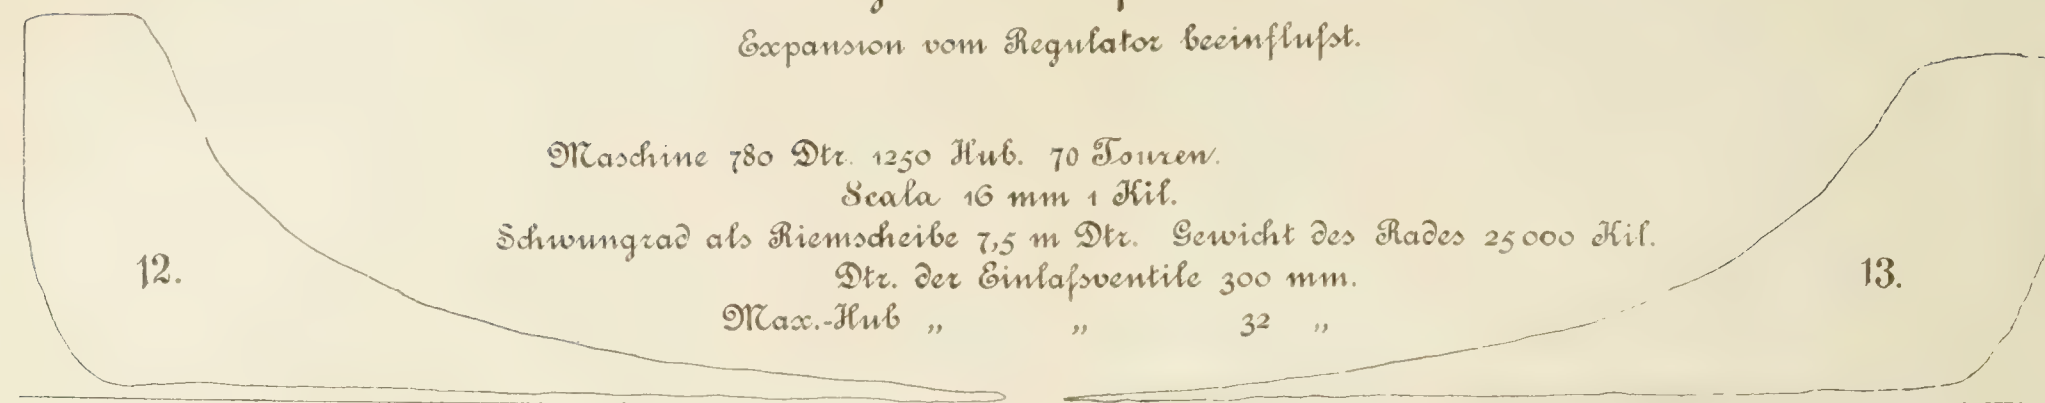 Expansion vom Regulator beeinflußt.
Maschine 780 Dtr. 1250 Hub. 70 Touren.
Scala 16 mm 1 Kil.
Schwungrad als Riemscheibe 7,5 m Dtr. Gewicht des Rades 25000 Kil.
12.
Dtr. der Einlaßventile 300 mm.
13.
Max.-Hub „ „ 32 „